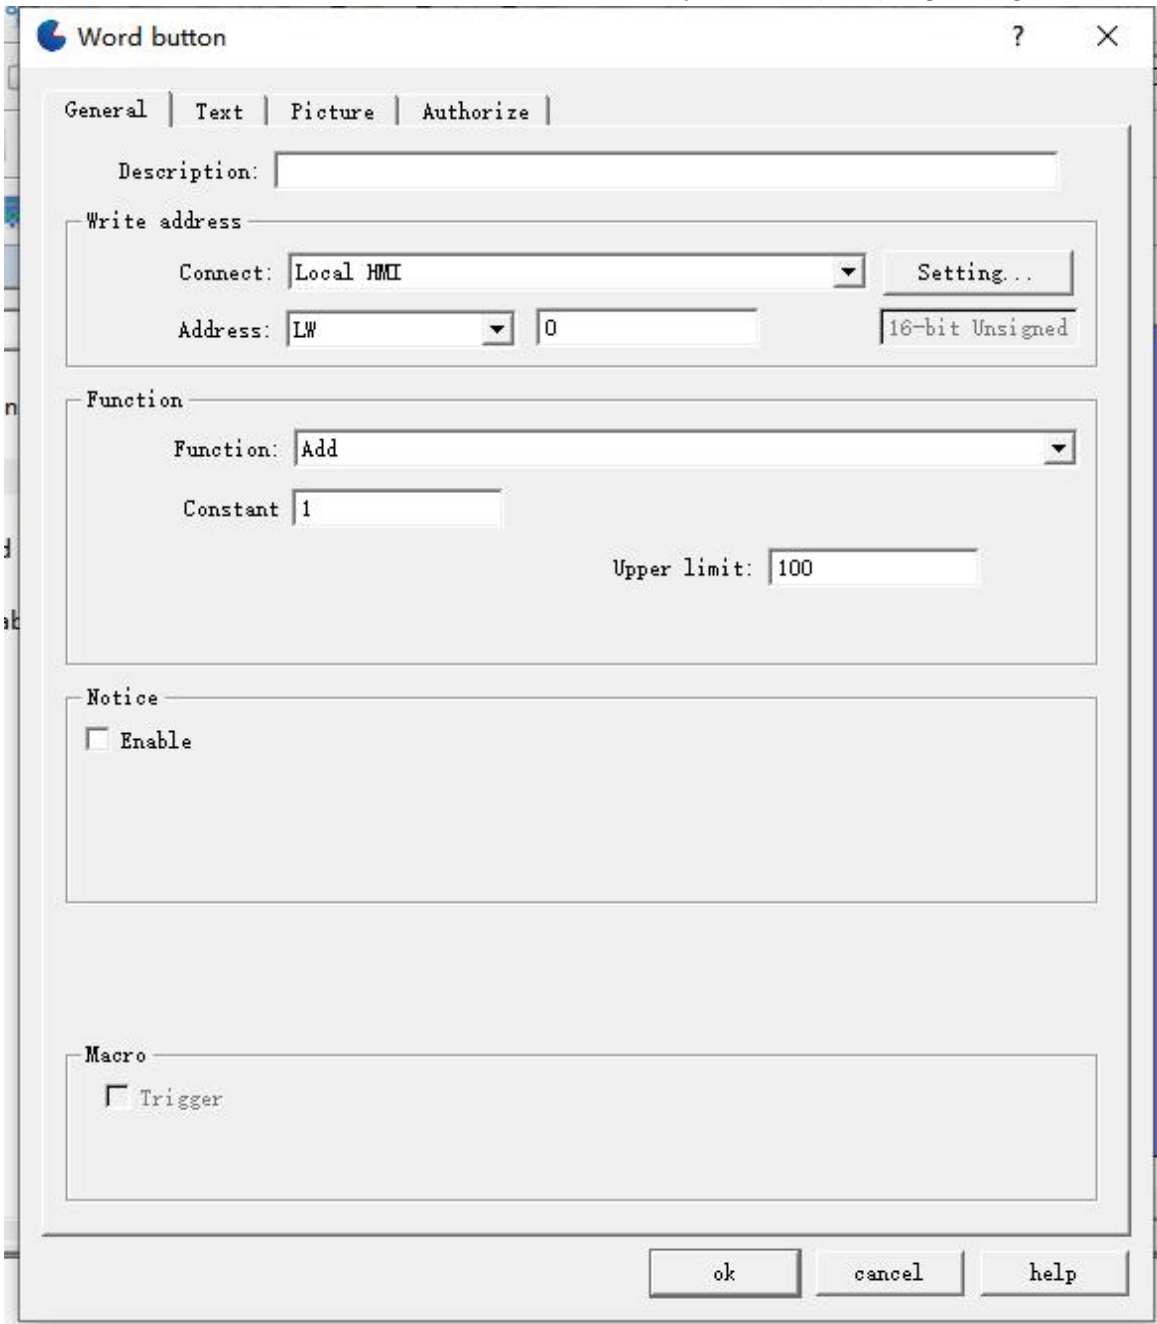 Word button ? ×
General Text Picture Authorize
Description:
Write address
Connect: Local HMI Setting...
Address: LW 0 16-bit Unsigned
Function
Function: Add
Constant 1
Upper limit: 100
Notice
Enable
Macro
Trigger
ok cancel help